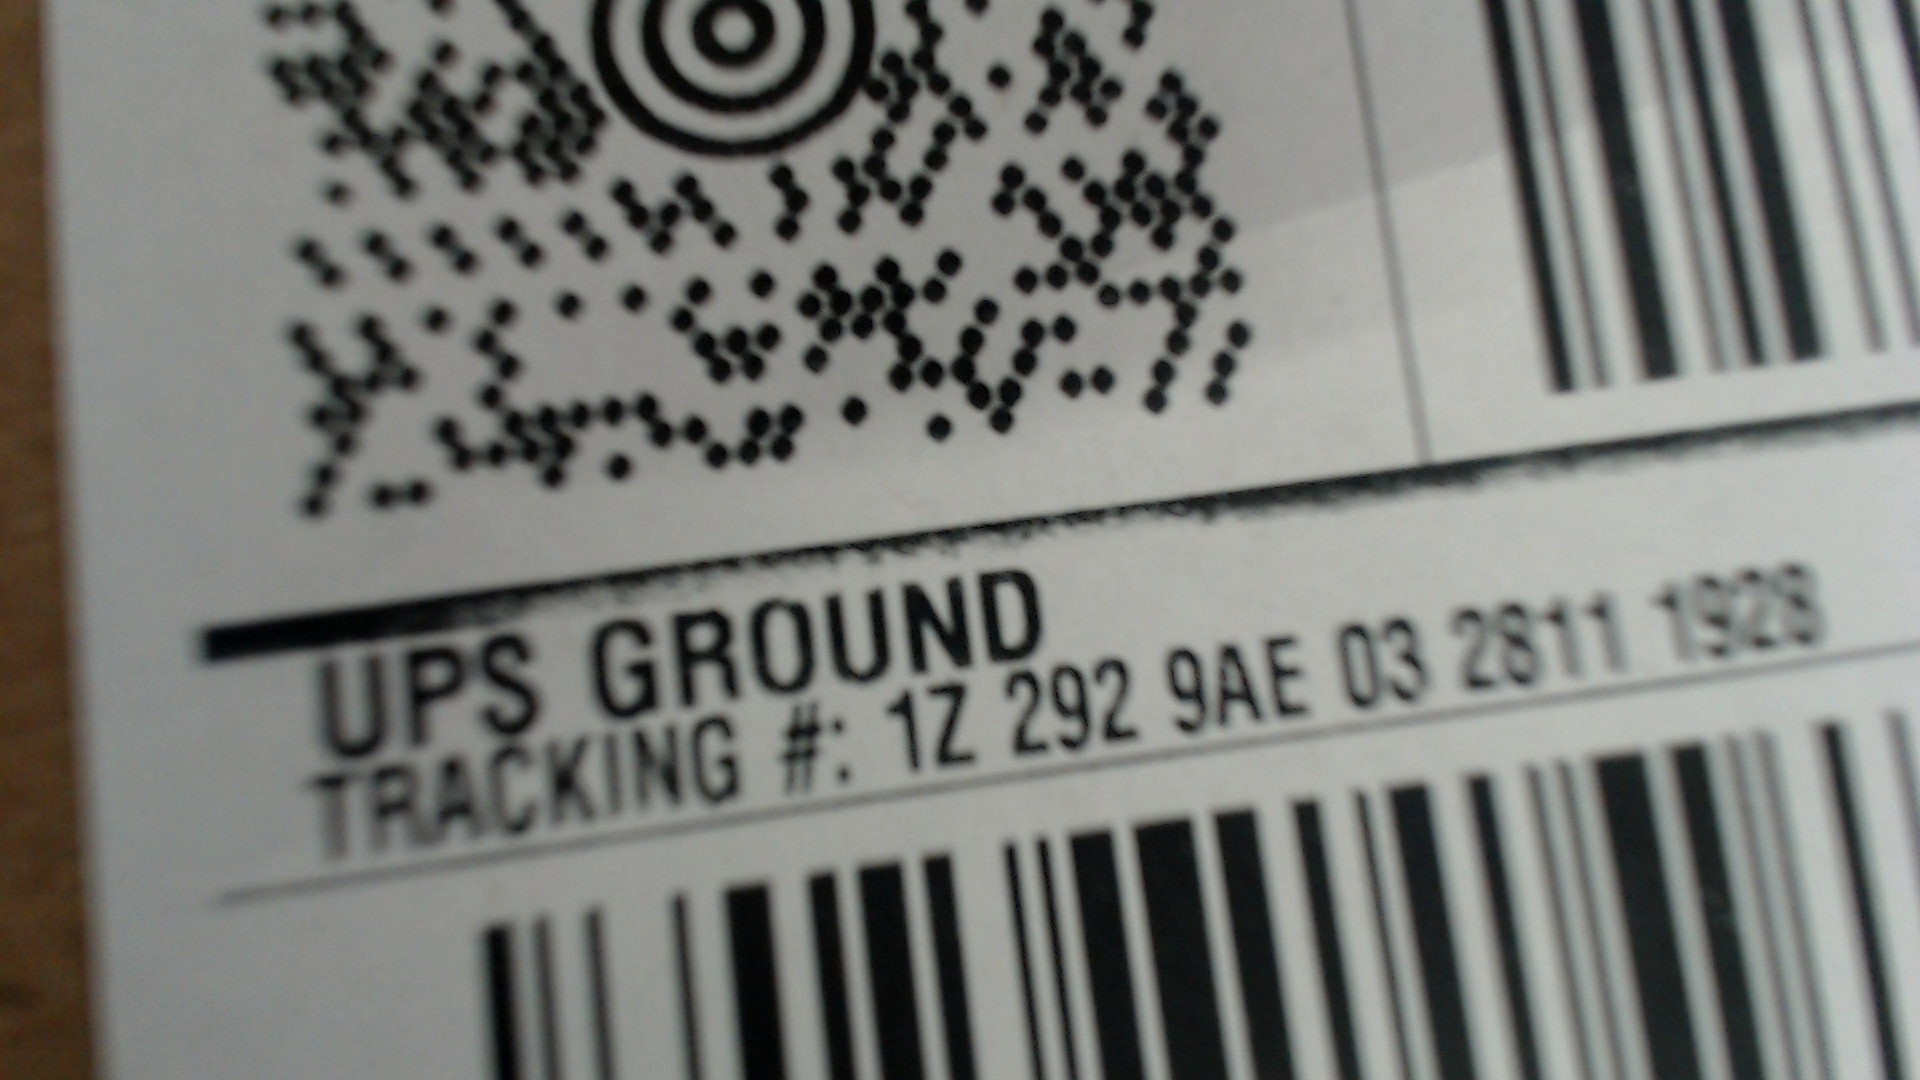 UPS GROUND
TRACKING #: 1Z 292 9AE 03 2811 1928